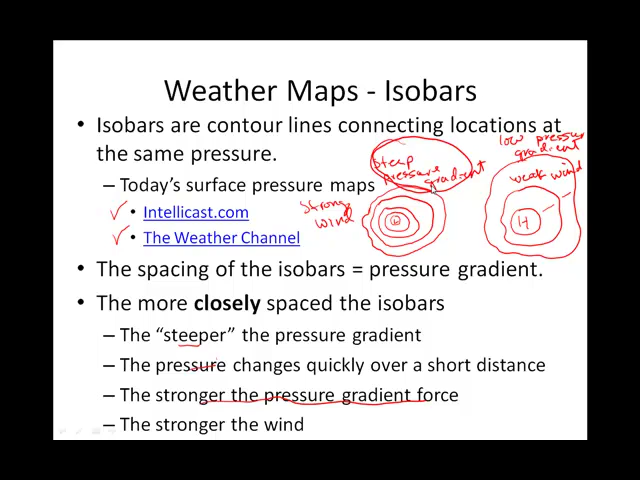 Weather Maps - Isobars
• Isobars are contour lines connecting locations at
the same pressure.
– Today's surface pressure maps
• Intellicast.com
• The Weather Channel
• The spacing of the isobars = pressure gradient.
• The more closely spaced the isobars
– The "steeper" the pressure gradient
– The pressure changes quickly over a short distance
– The stronger the pressure gradient force
– The stronger the wind
steep
pressure
gradient
strong
wind
low pressure
gradient
weak wind
H